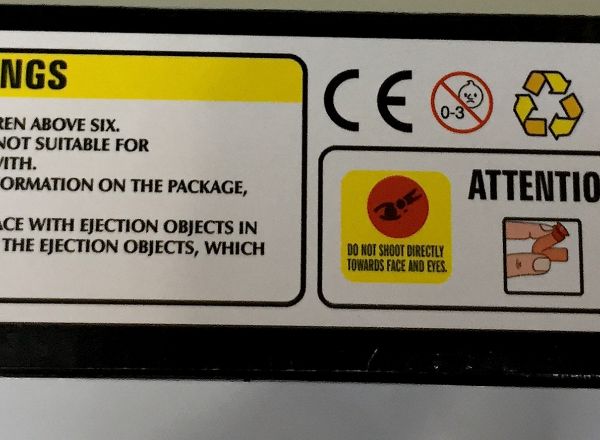 NGS
REN ABOVE SIX.
NOT SUITABLE FOR
WITH.
FORMATION ON THE PACKAGE,
ACE WITH EJECTION OBJECTS IN
THE EJECTION OBJECTS, WHICH
CE
0-3
ATTENTIO
DO NOT SHOOT DIRECTLY
TOWARDS FACE AND EYES.